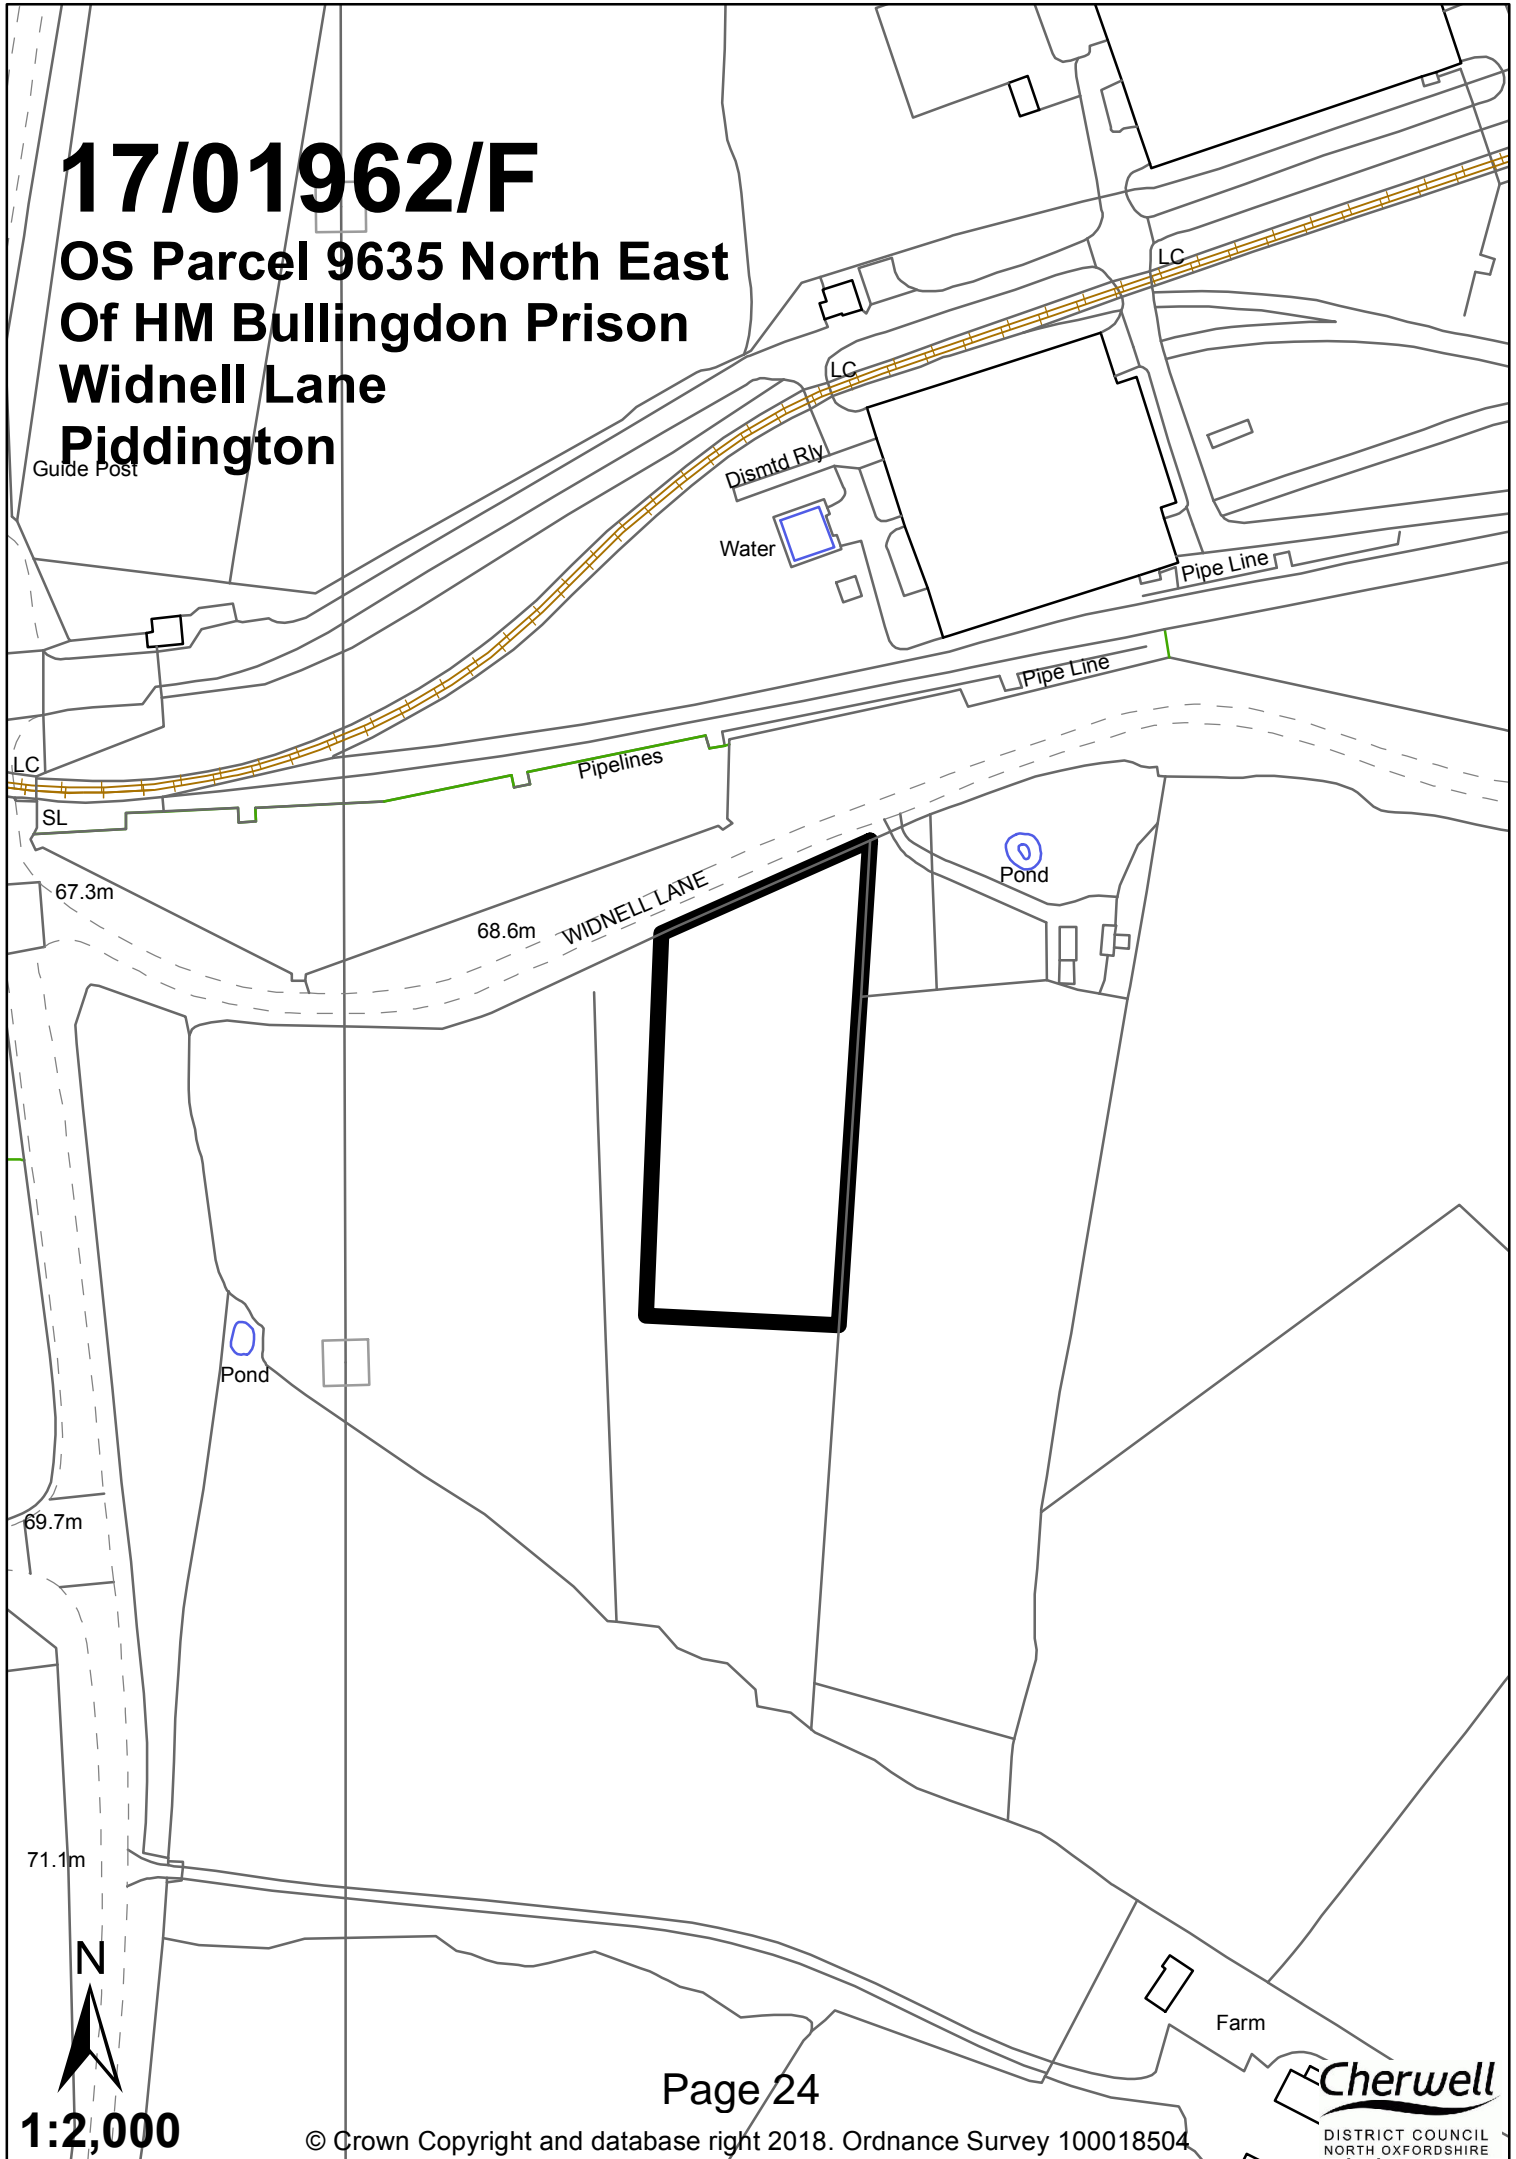 17/01962/F
OS Parcel 9635 North East
Of HM Bullingdon Prison
Widnell Lane
Piddington
Guide Post
LC
LC
Dismtd Rly
Water
Pipe Line
Pipe Line
Pipelines
LC
SL
67.3m
68.6m
WIDNELL LANE
Pond
Pond
69.7m
71.1m
N
Farm
1:2,000
Page 24
© Crown Copyright and database right 2018. Ordnance Survey 100018504
Cherwell
DISTRICT COUNCIL
NORTH OXFORDSHIRE